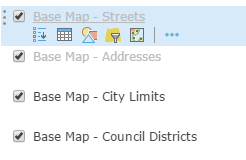 Base Map - Streets
Base Map - Addresses
Base Map - City Limits
Base Map - Council Districts